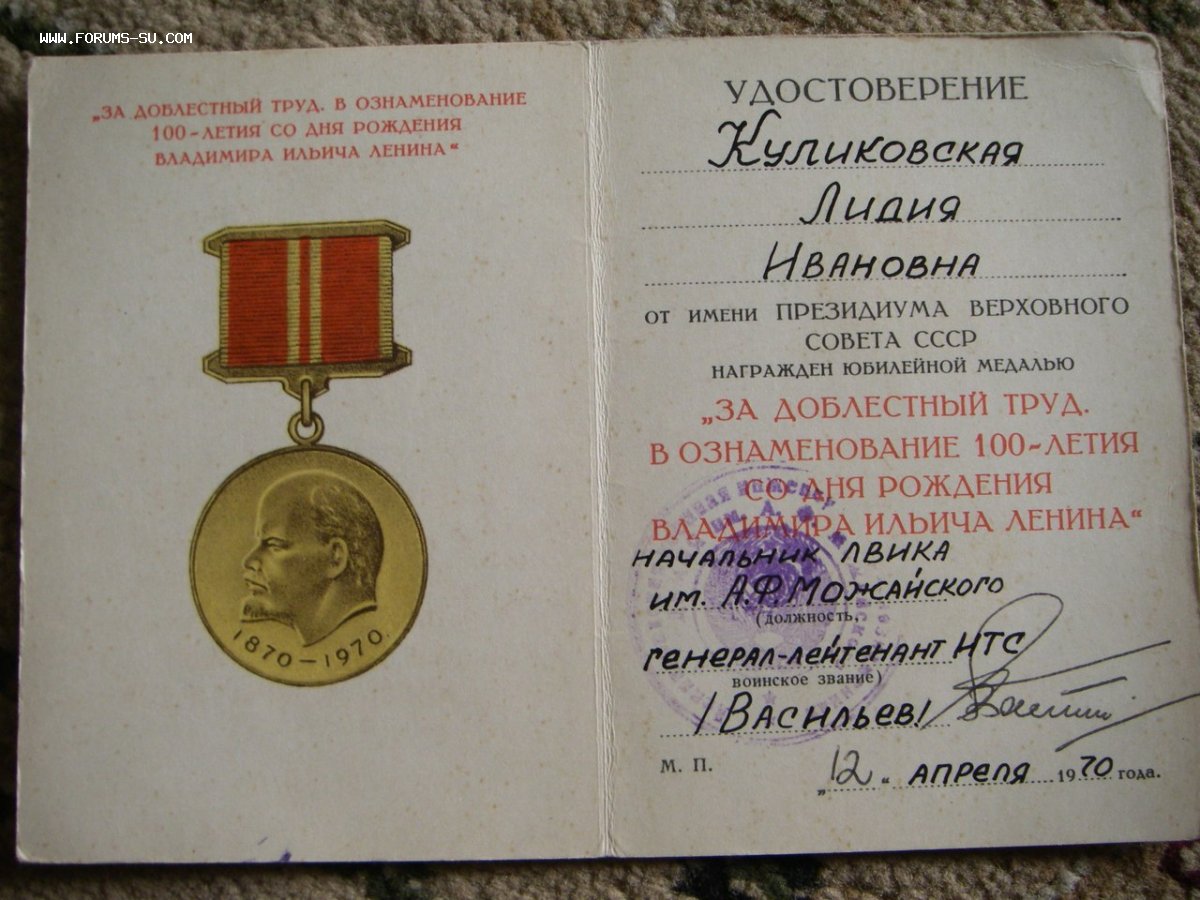 WWW.FORUMS-SU.COM
„ЗА ДОБЛЕСТНЫЙ ТРУД. В ОЗНАМЕНОВАНИЕ
100-ЛЕТИЯ СО ДНЯ РОЖДЕНИЯ
ВЛАДИМИРА ИЛЬИЧА ЛЕНИНА“
1870-1970
УДОСТОВЕРЕНИЕ
Куликовская
Лидия
Ивановна
ОТ ИМЕНИ ПРЕЗИДИУМА ВЕРХОВНОГО
СОВЕТА СССР
НАГРАЖДЕН ЮБИЛЕЙНОЙ МЕДАЛЬЮ
„ЗА ДОБЛЕСТНЫЙ ТРУД.
В ОЗНАМЕНОВАНИЕ 100-ЛЕТИЯ
СО ДНЯ РОЖДЕНИЯ
ВЛАДИМИРА ИЛЬИЧА ЛЕНИНА“
начальник ЛВИКА
им. А.Ф. Можайского
(должность,
генерал-лейтенант ИТС
воинское звание)
/Васильев/
М. П.
„12“ апреля 1970 года.